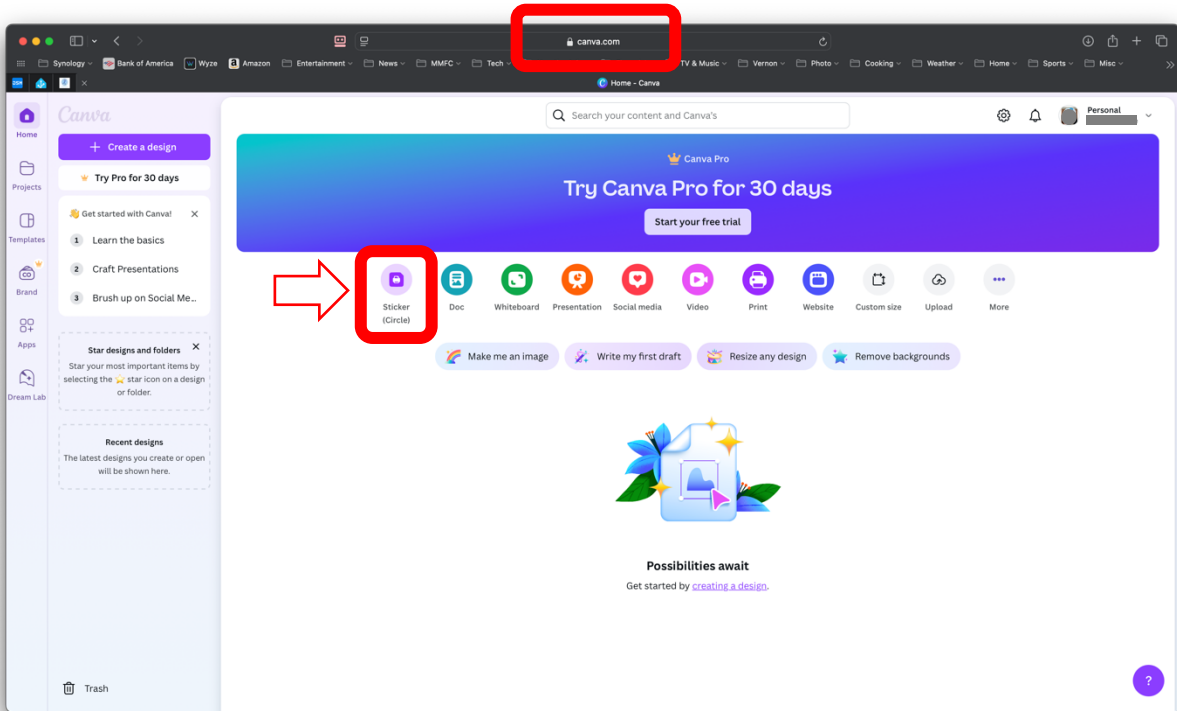 canva.com
Synology
Bank of America
Wyze
Amazon
Entertainment
News
MMFC
Tech
TV & Music
Vernon
Photo
Cooking
Weather
Home
Sports
Misc
Home - Canva
Home
Projects
Templates
Brand
Apps
Dream Lab
Canva
+ Create a design
Try Pro for 30 days
Get started with Canva!
1 Learn the basics
2 Craft Presentations
3 Brush up on Social Me...
Star designs and folders
Star your most important items by
selecting the ⭐ star icon on a design
or folder.
Recent designs
The latest designs you create or open
will be shown here.
Trash
Search your content and Canva's
Personal
Canva Pro
Try Canva Pro for 30 days
Start your free trial
Sticker
(Circle)
Doc
Whiteboard
Presentation
Social media
Video
Print
Website
Custom size
Upload
More
Make me an image
Write my first draft
Resize any design
Remove backgrounds
Possibilities await
Get started by creating a design.
?